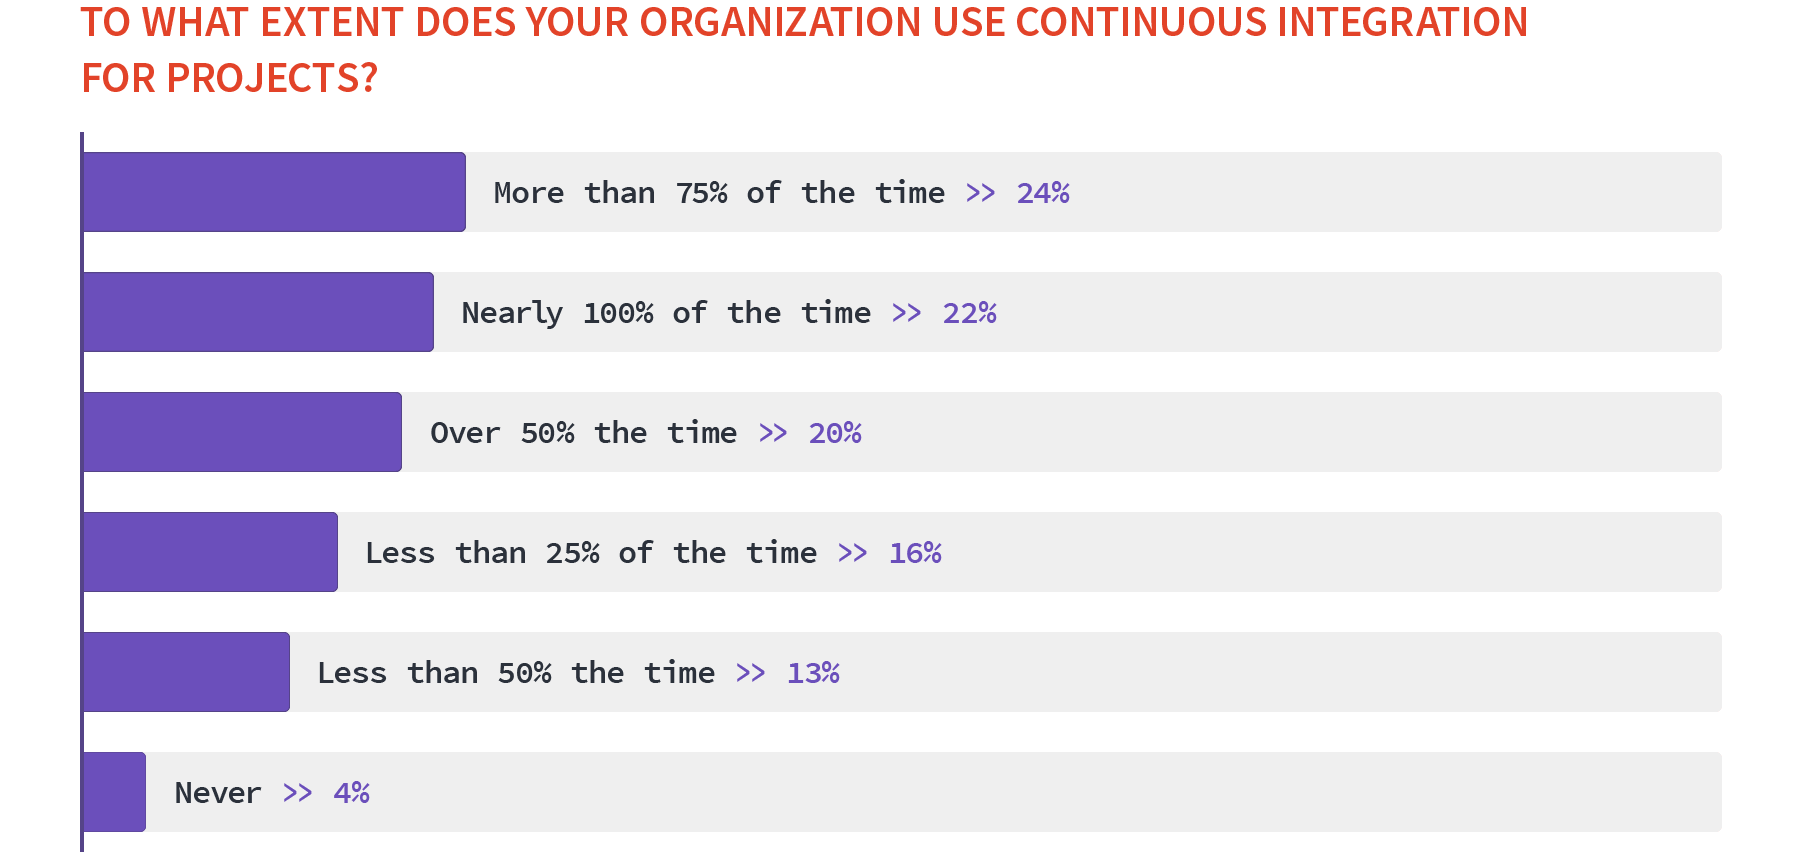 TO WHAT EXTENT DOES YOUR ORGANIZATION USE CONTINUOUS INTEGRATION
FOR PROJECTS?
More than 75% of the time >> 24%
Nearly 100% of the time >> 22%
Over 50% the time >> 20%
Less than 25% of the time >> 16%
Less than 50% the time >> 13%
Never >> 4%